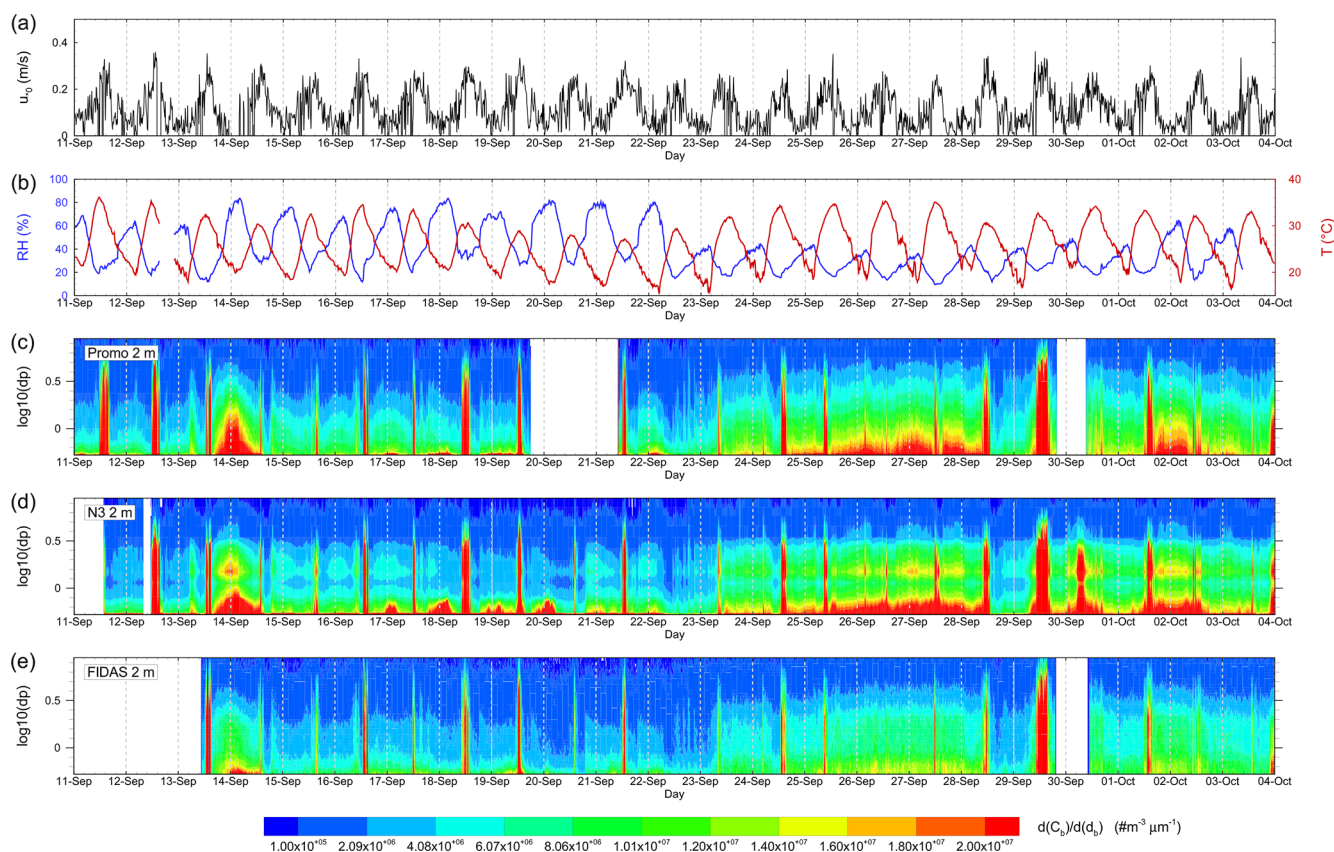 (a)
0.4
0.2
0
u*0 (m/s)
11-Sep 12-Sep 13-Sep 14-Sep 15-Sep 16-Sep 17-Sep 18-Sep 19-Sep 20-Sep 21-Sep 22-Sep 23-Sep 24-Sep 25-Sep 26-Sep 27-Sep 28-Sep 29-Sep 30-Sep 01-Oct 02-Oct 03-Oct 04-Oct
Day
(b)
100
80
60
40
20
0
RH (%)
40
30
20
T (°C)
11-Sep 12-Sep 13-Sep 14-Sep 15-Sep 16-Sep 17-Sep 18-Sep 19-Sep 20-Sep 21-Sep 22-Sep 23-Sep 24-Sep 25-Sep 26-Sep 27-Sep 28-Sep 29-Sep 30-Sep 01-Oct 02-Oct 03-Oct 04-Oct
Day
(c)
Promo 2 m
0.5
0
log10(dp)
11-Sep 12-Sep 13-Sep 14-Sep 15-Sep 16-Sep 17-Sep 18-Sep 19-Sep 20-Sep 21-Sep 22-Sep 23-Sep 24-Sep 25-Sep 26-Sep 27-Sep 28-Sep 29-Sep 30-Sep 01-Oct 02-Oct 03-Oct 04-Oct
Day
(d)
N3 2 m
0.5
0
log10(dp)
11-Sep 12-Sep 13-Sep 14-Sep 15-Sep 16-Sep 17-Sep 18-Sep 19-Sep 20-Sep 21-Sep 22-Sep 23-Sep 24-Sep 25-Sep 26-Sep 27-Sep 28-Sep 29-Sep 30-Sep 01-Oct 02-Oct 03-Oct 04-Oct
Day
(e)
FIDAS 2 m
0.5
0
log10(dp)
11-Sep 12-Sep 13-Sep 14-Sep 15-Sep 16-Sep 17-Sep 18-Sep 19-Sep 20-Sep 21-Sep 22-Sep 23-Sep 24-Sep 25-Sep 26-Sep 27-Sep 28-Sep 29-Sep 30-Sep 01-Oct 02-Oct 03-Oct 04-Oct
Day
d(Cb)/d(db) (#m⁻³ μm⁻¹)
1.00x10⁺⁰⁵ 2.09x10⁺⁰⁶ 4.08x10⁺⁰⁶ 6.07x10⁺⁰⁶ 8.06x10⁺⁰⁶ 1.01x10⁺⁰⁷ 1.20x10⁺⁰⁷ 1.40x10⁺⁰⁷ 1.60x10⁺⁰⁷ 1.80x10⁺⁰⁷ 2.00x10⁺⁰⁷